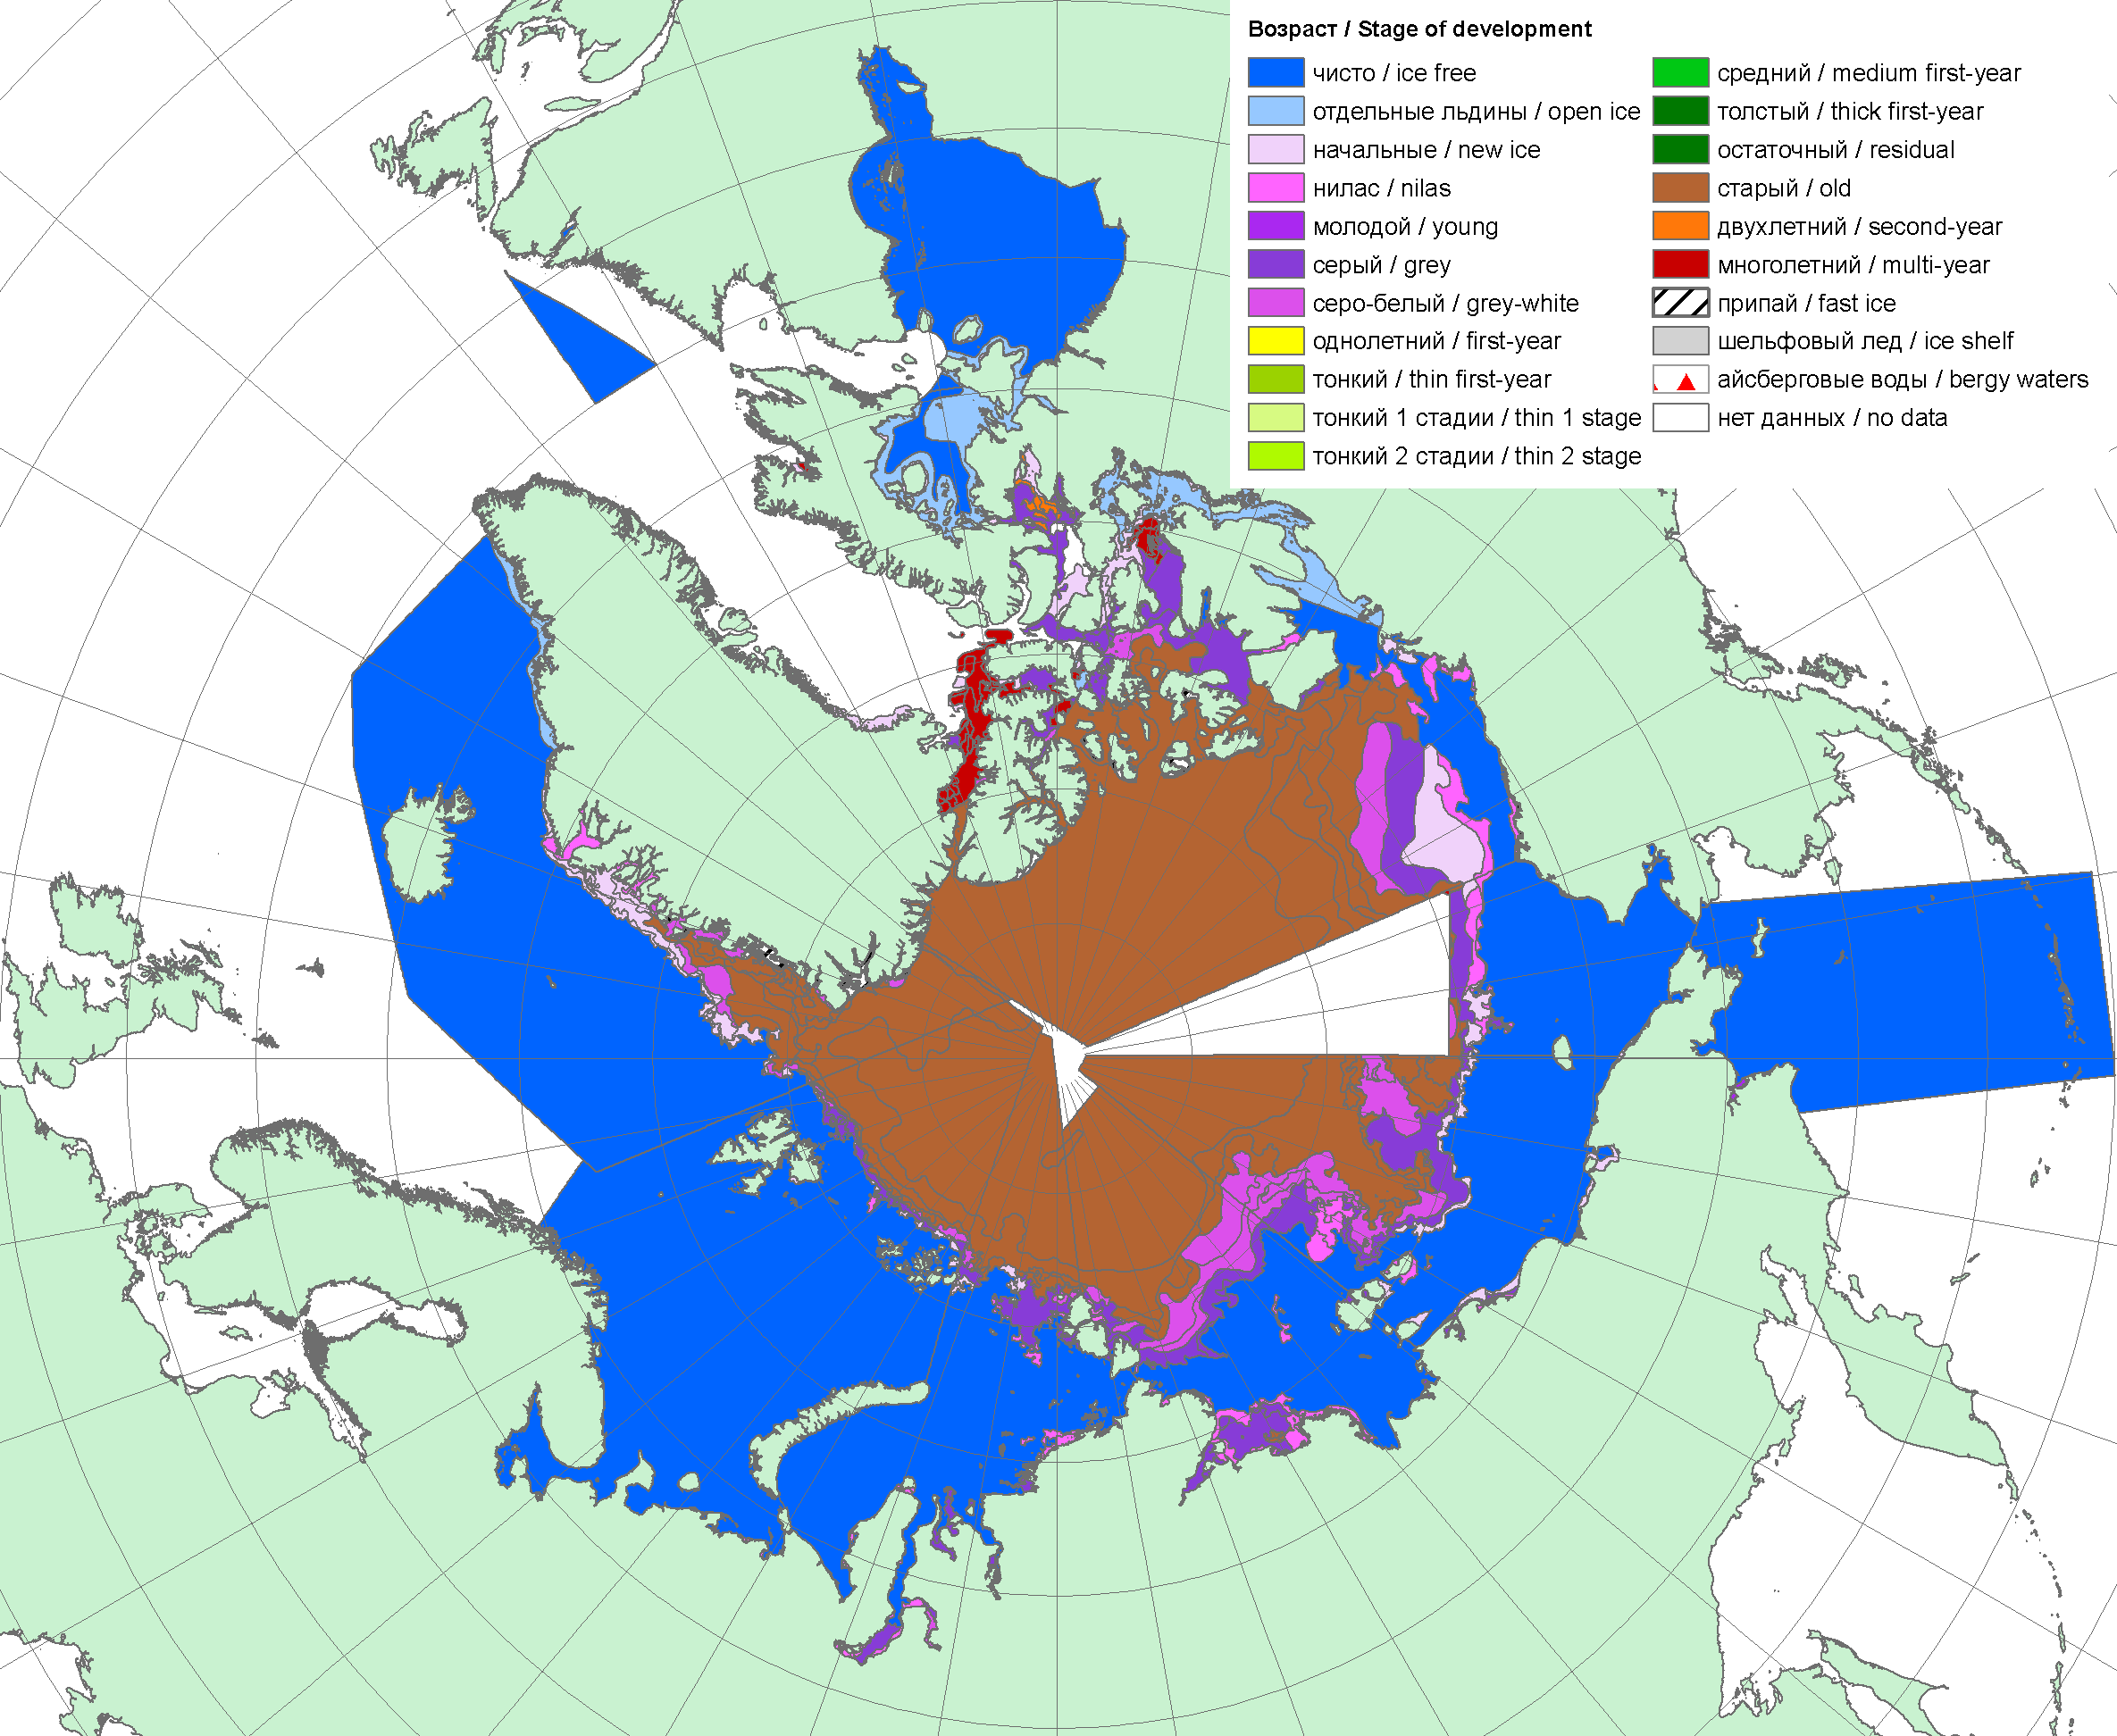 Возраст / Stage of development
чисто / ice free
отдельные льдины / open ice
начальные / new ice
нилас / nilas
молодой / young
серый / grey
серо-белый / grey-white
однолетний / first-year
тонкий / thin first-year
тонкий 1 стадии / thin 1 stage
тонкий 2 стадии / thin 2 stage
средний / medium first-year
толстый / thick first-year
остаточный / residual
старый / old
двухлетний / second-year
многолетний / multi-year
припай / fast ice
шельфовый лед / ice shelf
айсберговые воды / bergy waters
нет данных / no data